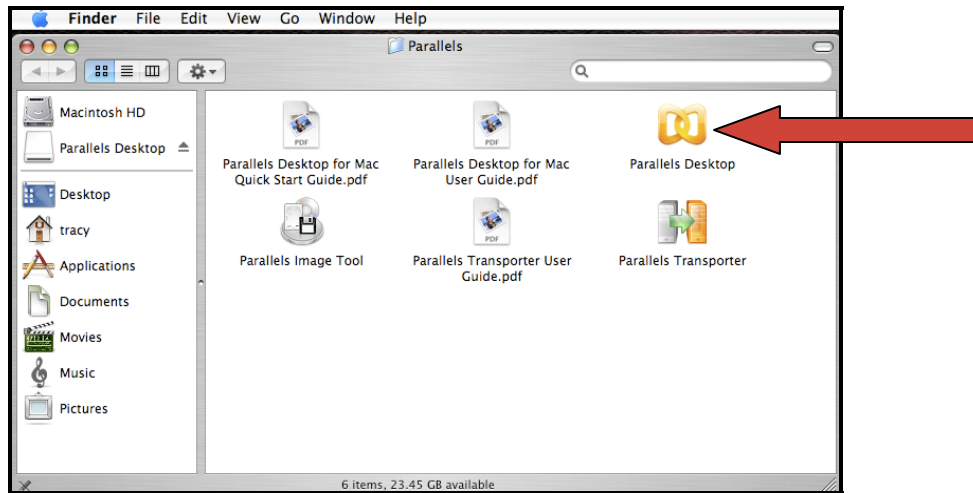 Finder File Edit View Go Window Help
Parallels
Macintosh HD
Parallels Desktop
Desktop
tracy
Applications
Documents
Movies
Music
Pictures
PDF
Parallels Desktop for Mac
Quick Start Guide.pdf
PDF
Parallels Desktop for Mac
User Guide.pdf
Parallels Desktop
Parallels Image Tool
PDF
Parallels Transporter User
Guide.pdf
Parallels Transporter
6 items, 23.45 GB available